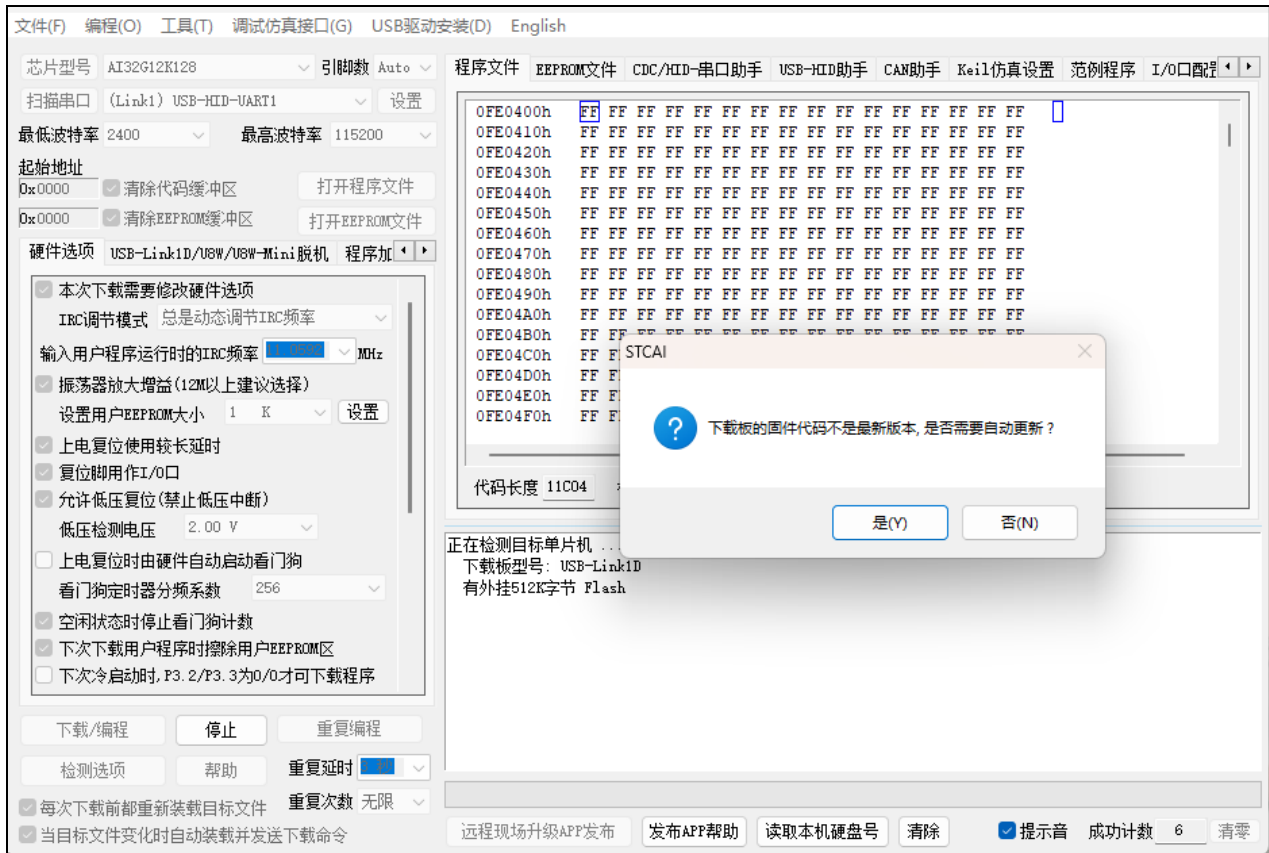 文件(F) 编程(O) 工具(T) 调试仿真接口(G) USB驱动安装(D) English
芯片型号 AI32G12K128 引脚数 Auto
扫描串口 (Link1) USB-HID-UART1 设置
最低波特率 2400 最高波特率 115200
起始地址
0x0000 清除代码缓冲区 打开程序文件
0x0000 清除EEPROM缓冲区 打开EEPROM文件
硬件选项 USB-Link1D/U8W/U8W-Mini脱机 程序加
本次下载需要修改硬件选项
IRC调节模式 总是动态调节IRC频率
输入用户程序运行时的IRC频率 11.0592 MHz
振荡器放大增益(12M以上建议选择)
设置用户EEPROM大小 1 K 设置
上电复位使用较长延时
复位脚用作I/O口
允许低压复位(禁止低压中断)
低压检测电压 2.00 V
上电复位时由硬件自动启动看门狗
看门狗定时器分频系数 256
空闲状态时停止看门狗计数
下次下载用户程序时擦除用户EEPROM区
下次冷启动时,P3.2/P3.3为0/0才可下载程序
下载/编程 停止 重复编程
检测选项 帮助 重复延时
每次下载前都重新装载目标文件 重复次数 无限
当目标文件变化时自动装载并发送下载命令
程序文件 EEPROM文件 CDC/HID-串口助手 USB-HID助手 CAN助手 Keil仿真设置 范例程序 I/O口配
0FE0400h FF FF FF FF FF FF FF FF FF FF FF FF FF FF FF FF
0FE0410h FF FF FF FF FF FF FF FF FF FF FF FF FF FF FF FF
0FE0420h FF FF FF FF FF FF FF FF FF FF FF FF FF FF FF FF
0FE0430h FF FF FF FF FF FF FF FF FF FF FF FF FF FF FF FF
0FE0440h FF FF FF FF FF FF FF FF FF FF FF FF FF FF FF FF
0FE0450h FF FF FF FF FF FF FF FF FF FF FF FF FF FF FF FF
0FE0460h FF FF FF FF FF FF FF FF FF FF FF FF FF FF FF FF
0FE0470h FF FF FF FF FF FF FF FF FF FF FF FF FF FF FF FF
0FE0480h FF FF FF FF FF FF FF FF FF FF FF FF FF FF FF FF
0FE0490h FF FF FF FF FF FF FF FF FF FF FF FF FF FF FF FF
0FE04A0h FF FF FF FF FF FF FF FF FF FF FF FF FF FF FF FF
0FE04B0h FF FF FF FF FF FF FF FF FF FF FF FF FF FF FF FF
0FE04C0h FF
0FE04D0h FF
0FE04E0h FF
0FE04F0h FF
代码长度 11C04
STCAI
下载板的固件代码不是最新版本, 是否需要自动更新 ?
是(Y) 否(N)
正在检测目标单片机 ...
下载板型号: USB-Link1D
有外挂512K字节 Flash
远程现场升级APP发布 发布APP帮助 读取本机硬盘号 清除 提示音 成功计数 6 清零